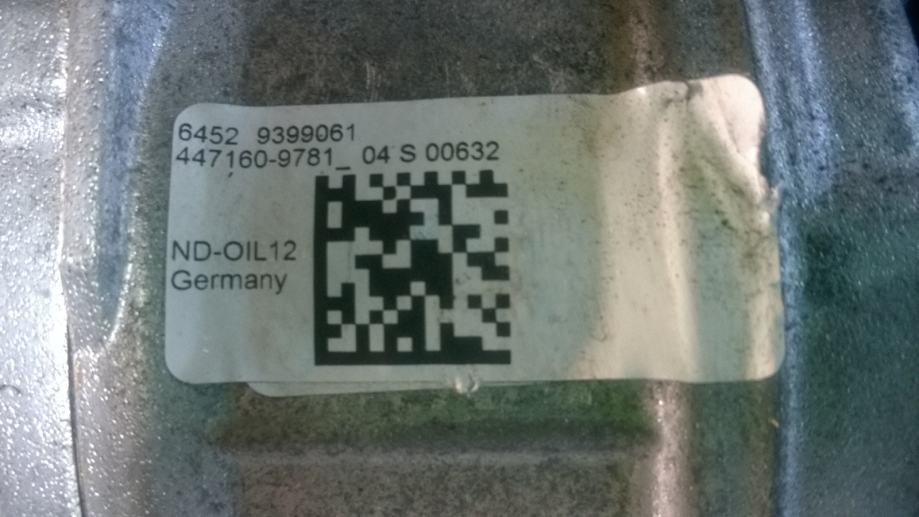 6452 9399061
447160-9781_ 04 S 00632
ND-OIL12
Germany